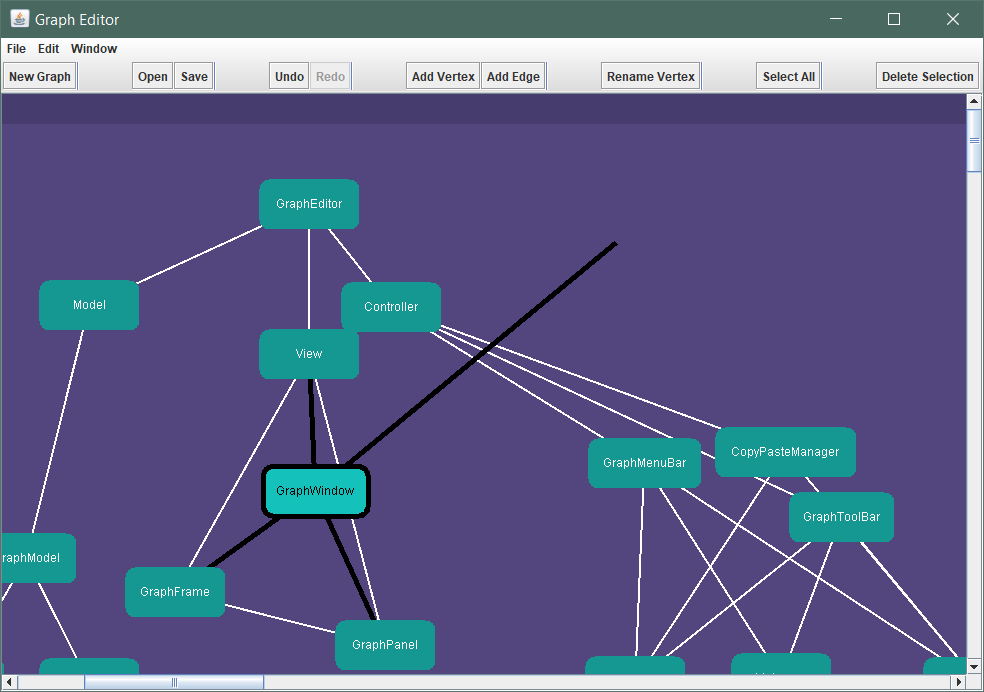 Graph Editor
File Edit Window
New Graph Open Save Undo Redo Add Vertex Add Edge Rename Vertex Select All Delete Selection
GraphEditor
Model
Controller
View
CopyPasteManager
GraphMenuBar
GraphWindow
GraphToolBar
raphModel
GraphFrame
GraphPanel